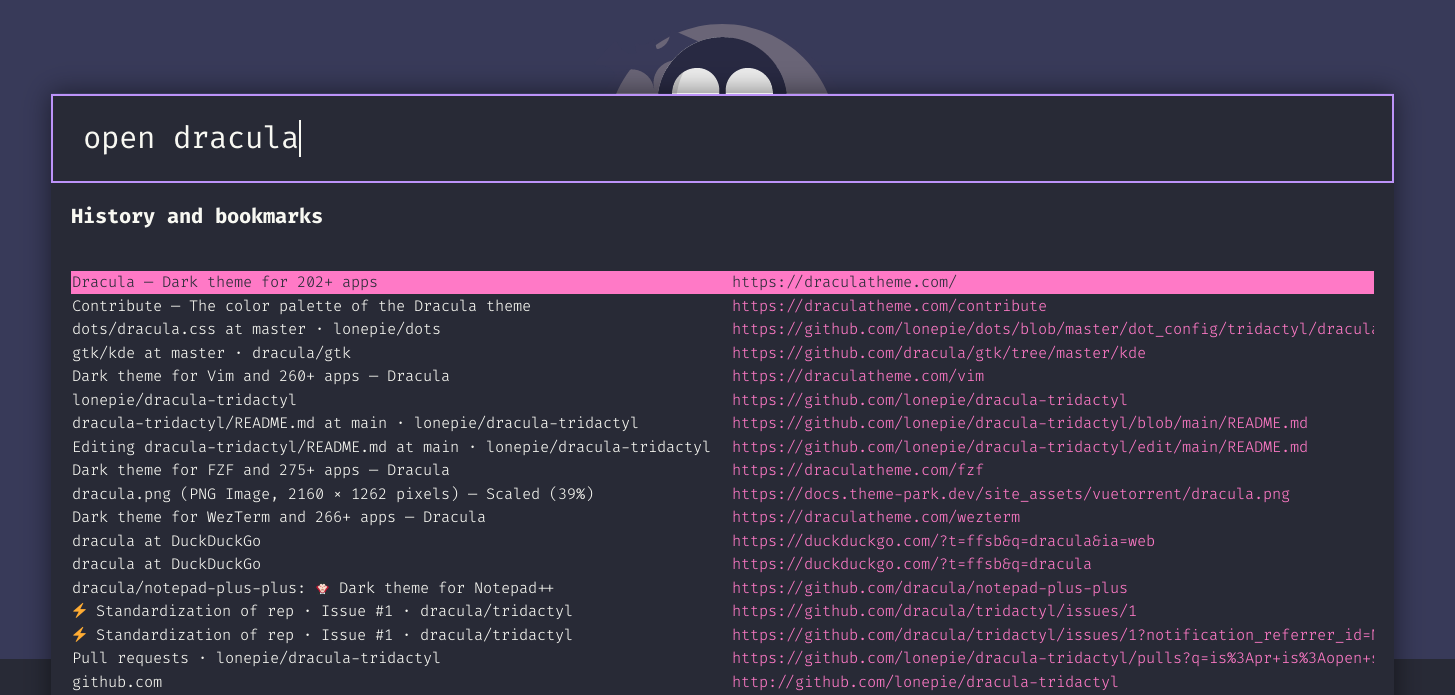 open dracula
History and bookmarks
Dracula — Dark theme for 202+ apps https://draculatheme.com/
Contribute — The color palette of the Dracula theme https://draculatheme.com/contribute
dots/dracula.css at master · lonepie/dots https://github.com/lonepie/dots/blob/master/dot_config/tridactyl/dracula
gtk/kde at master · dracula/gtk https://github.com/dracula/gtk/tree/master/kde
Dark theme for Vim and 260+ apps — Dracula https://draculatheme.com/vim
lonepie/dracula-tridactyl https://github.com/lonepie/dracula-tridactyl
dracula-tridactyl/README.md at main · lonepie/dracula-tridactyl https://github.com/lonepie/dracula-tridactyl/blob/main/README.md
Editing dracula-tridactyl/README.md at main · lonepie/dracula-tridactyl https://github.com/lonepie/dracula-tridactyl/edit/main/README.md
Dark theme for FZF and 275+ apps — Dracula https://draculatheme.com/fzf
dracula.png (PNG Image, 2160 × 1262 pixels) — Scaled (39%) https://docs.theme-park.dev/site_assets/vuetorrent/dracula.png
Dark theme for WezTerm and 266+ apps — Dracula https://draculatheme.com/wezterm
dracula at DuckDuckGo https://duckduckgo.com/?t=ffsb&q=dracula&ia=web
dracula at DuckDuckGo https://duckduckgo.com/?t=ffsb&q=dracula
dracula/notepad-plus-plus: 🧛 Dark theme for Notepad++ https://github.com/dracula/notepad-plus-plus
⚡ Standardization of rep · Issue #1 · dracula/tridactyl https://github.com/dracula/tridactyl/issues/1
⚡ Standardization of rep · Issue #1 · dracula/tridactyl https://github.com/dracula/tridactyl/issues/1?notification_referrer_id=
Pull requests · lonepie/dracula-tridactyl https://github.com/lonepie/dracula-tridactyl/pulls?q=is%3Apr+is%3Aopen+
github.com http://github.com/lonepie/dracula-tridactyl